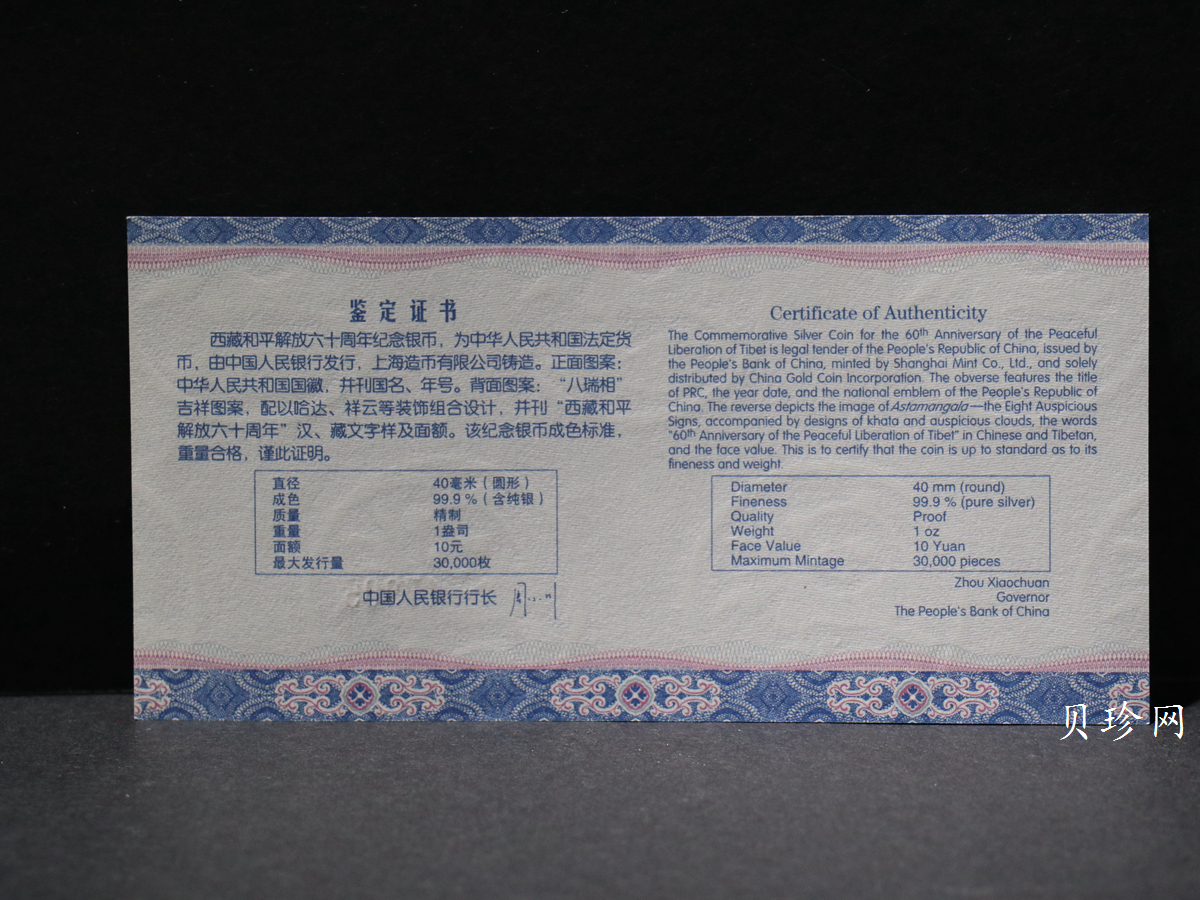 鉴定证书
西藏和平解放六十周年纪念银币，为中华人民共和国法定货
币，由中国人民银行发行，上海造币有限公司铸造。正面图案：
中华人民共和国国徽，并刊国名、年号。背面图案：“八瑞相”
吉祥图案，配以哈达、祥云等装饰组合设计，并刊“西藏和平
解放六十周年”汉、藏文字样及面额。该纪念银币成色标准，
重量合格，谨此证明。
直径 40毫米（圆形）
成色 99.9％（含纯银）
质量 精制
重量 1盎司
面额 10元
最大发行量 30,000枚
中国人民银行行长
Certificate of Authenticity
The Commemorative Silver Coin for the 60th Anniversary of the Peaceful
Liberation of Tibet is legal tender of the People's Republic of China, issued by
the People's Bank of China, minted by Shanghai Mint Co., Ltd., and solely
distributed by China Gold Coin Incorporation. The obverse features the title
of PRC, the year date, and the national emblem of the People's Republic of
China. The reverse depicts the image of Astamangala—the Eight Auspicious
Signs, accompanied by designs of khata and auspicious clouds, the words
"60th Anniversary of the Peaceful Liberation of Tibet" in Chinese and Tibetan,
and the face value. This is to certify that the coin is up to standard as to its
fineness and weight.
Diameter 40 mm (round)
Fineness 99.9 % (pure silver)
Quality Proof
Weight 1 oz
Face Value 10 Yuan
Maximum Mintage 30,000 pieces
Zhou Xiaochuan
Governor
The People's Bank of China
贝珍网